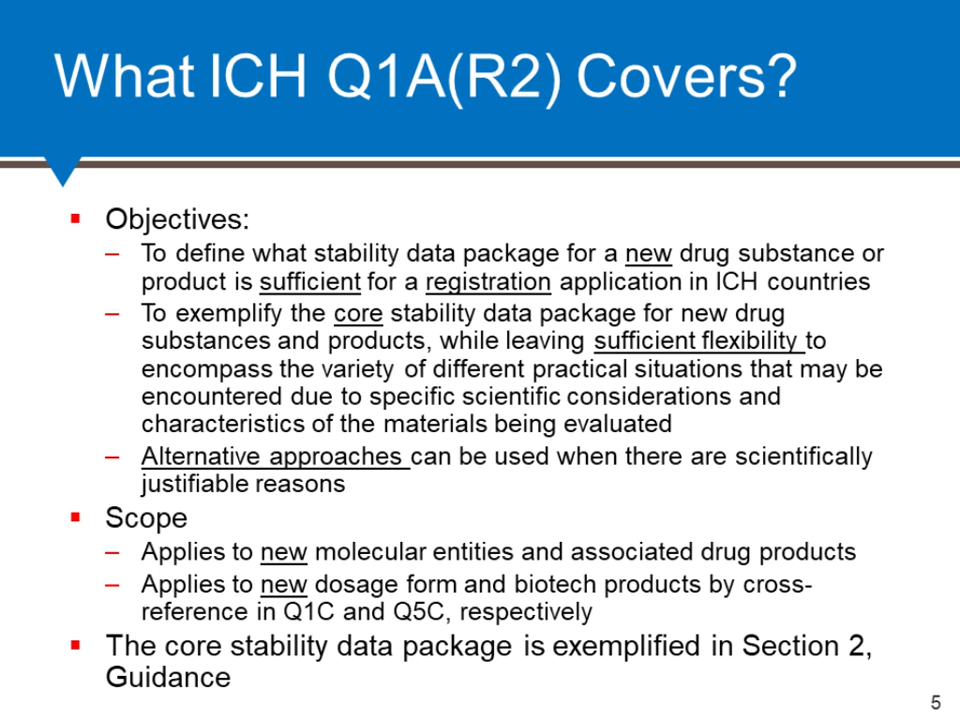 What ICH Q1A(R2) Covers?
▪ Objectives:
– To define what stability data package for a new drug substance or
product is sufficient for a registration application in ICH countries
– To exemplify the core stability data package for new drug
substances and products, while leaving sufficient flexibility to
encompass the variety of different practical situations that may be
encountered due to specific scientific considerations and
characteristics of the materials being evaluated
– Alternative approaches can be used when there are scientifically
justifiable reasons
▪ Scope
– Applies to new molecular entities and associated drug products
– Applies to new dosage form and biotech products by cross-
reference in Q1C and Q5C, respectively
▪ The core stability data package is exemplified in Section 2,
Guidance
5